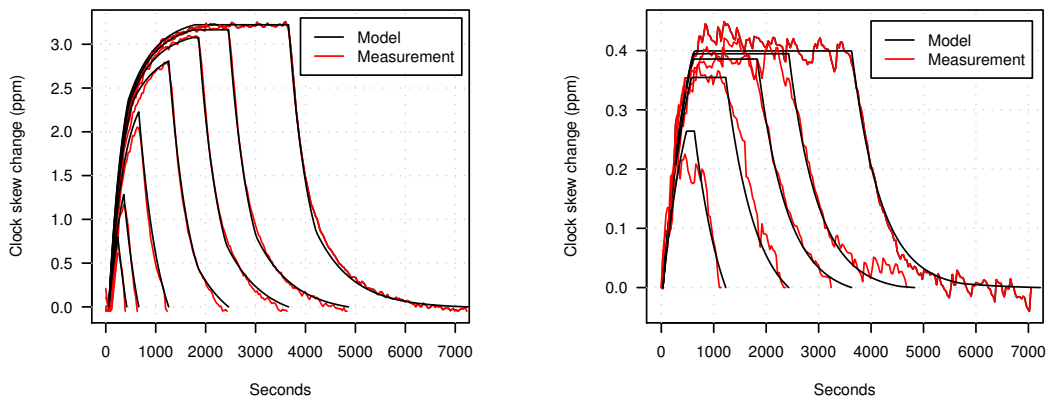 Clock skew change (ppm)
3.0
2.5
2.0
1.5
1.0
0.5
0.0
Model
Measurement
0 1000 2000 3000 4000 5000 6000 7000
Seconds
Clock skew change (ppm)
0.4
0.3
0.2
0.1
0.0
Model
Measurement
0 1000 2000 3000 4000 5000 6000 7000
Seconds